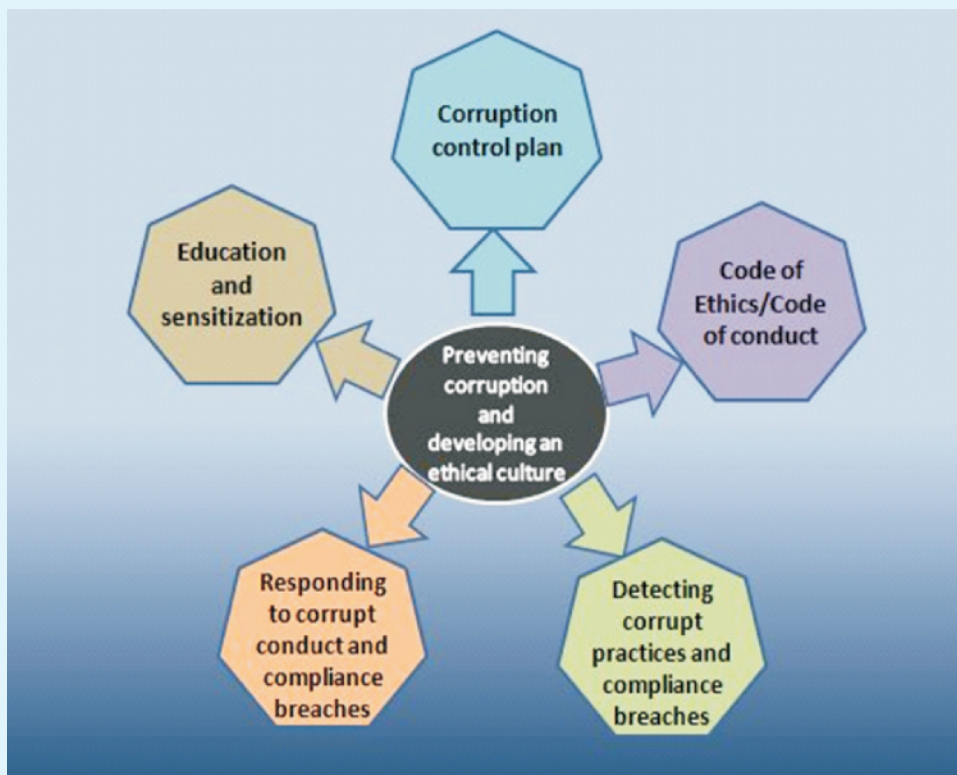 Corruption
control plan
Education
and
sensitization
Code of
Ethics/Code
of conduct
Preventing
corruption
and
developing an
ethical culture
Responding
to corrupt
conduct and
compliance
breaches
Detecting
corrupt
practices and
compliance
breaches